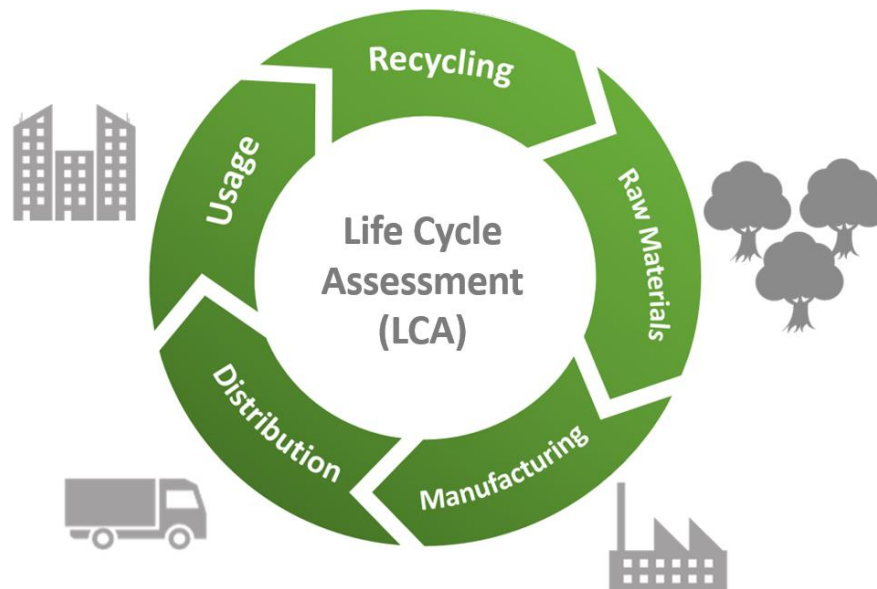 Recycling
Raw Materials
Manufacturing
Distribution
Usage
Life Cycle
Assessment
(LCA)